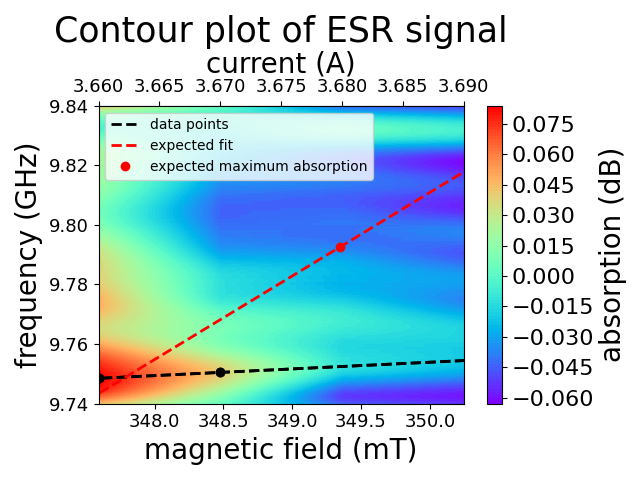 Contour plot of ESR signal
current (A)
3.660 3.665 3.670 3.675 3.680 3.685 3.690
9.84
9.82
9.80
9.78
9.76
9.74
frequency (GHz)
data points
expected fit
expected maximum absorption
348.0 348.5 349.0 349.5 350.0
magnetic field (mT)
0.075
0.060
0.045
0.030
0.015
0.000
−0.015
−0.030
−0.045
−0.060
absorption (dB)